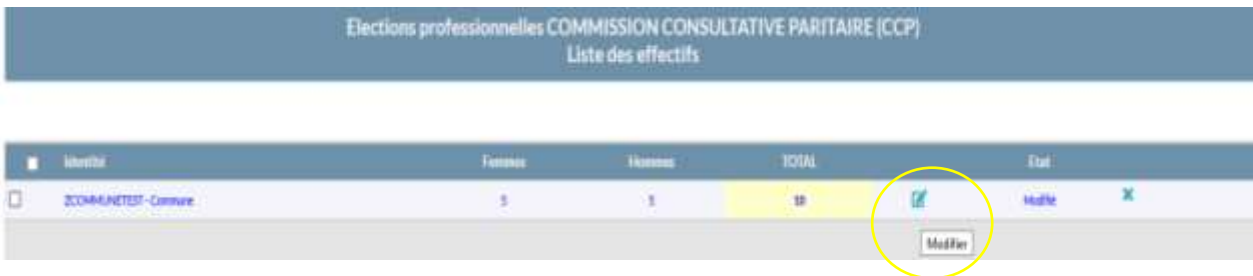 Elections professionnelles COMMISSION CONSULTATIVE PARITAIRE (CCP)
Liste des effectifs
Identité Femmes Hommes TOTAL Etat
ZCOMMUNETEST - Commune 5 5 10 Modifié
Modifier